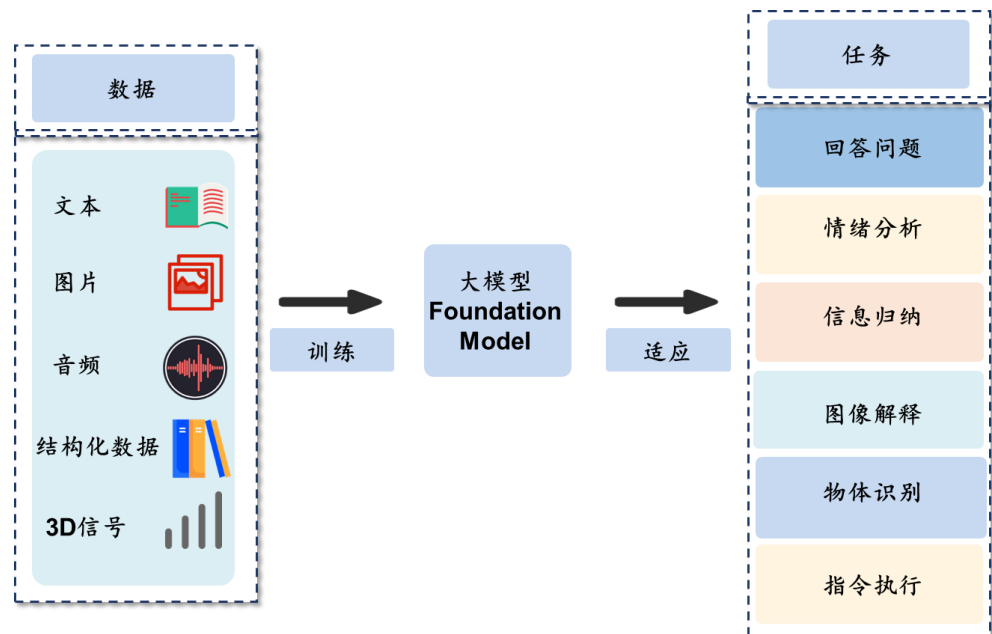 数据
文本
图片
音频
结构化数据
3D信号
训练
大模型
Foundation
Model
适应
任务
回答问题
情绪分析
信息归纳
图像解释
物体识别
指令执行